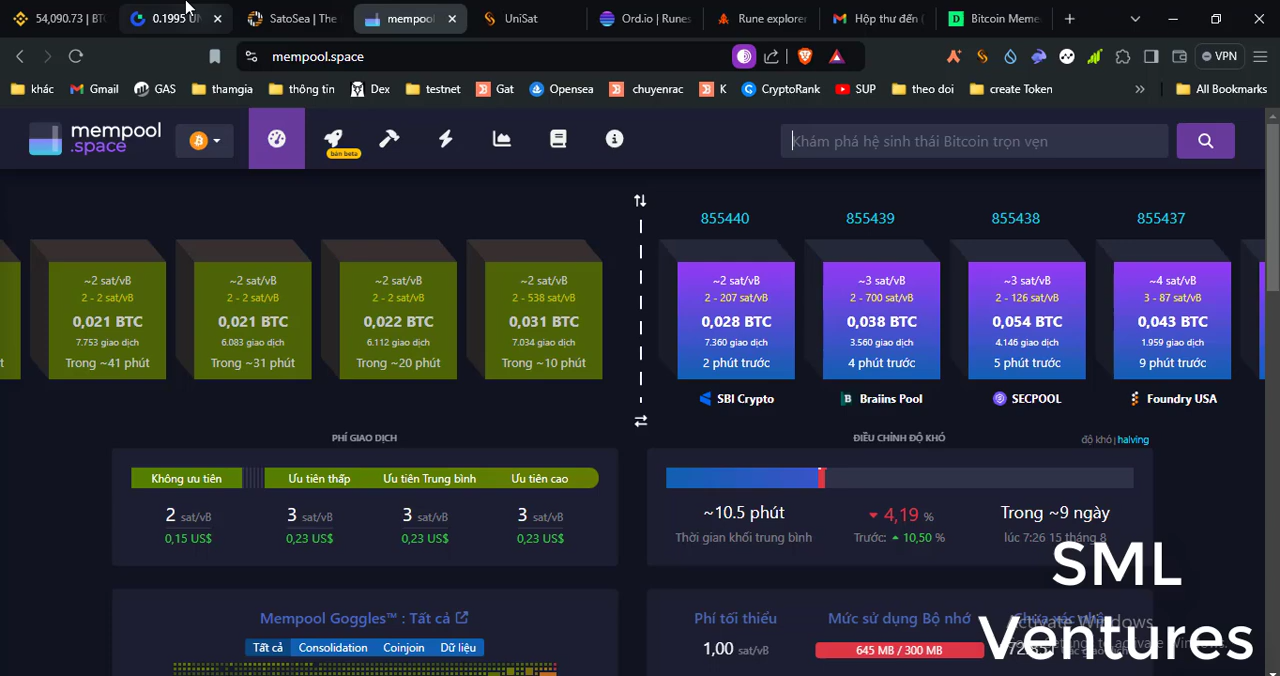 54,090.73 | BTC
0.1995 UN
SatoSea | The
mempool
UniSat
Ord.io | Runes
Rune explorer
Hộp thư đến (
Bitcoin Meme
mempool.space
VPN
khác
Gmail
GAS
thamgia
thông tin
Dex
testnet
Gat
Opensea
chuyenrac
K
CryptoRank
SUP
theo doi
create Token
»
All Bookmarks
mempool
.space
bản beta
Khám phá hệ sinh thái Bitcoin trọn vẹn
855440
855439
855438
855437
~2 sat/vB
2 - 2 sat/vB
0,021 BTC
7.753 giao dịch
Trong ~41 phút
~2 sat/vB
2 - 2 sat/vB
0,021 BTC
6.083 giao dịch
Trong ~31 phút
~2 sat/vB
2 - 2 sat/vB
0,022 BTC
6.112 giao dịch
Trong ~20 phút
~2 sat/vB
2 - 538 sat/vB
0,031 BTC
7.034 giao dịch
Trong ~10 phút
~2 sat/vB
2 - 207 sat/vB
0,028 BTC
7.360 giao dịch
2 phút trước
SBI Crypto
~3 sat/vB
2 - 700 sat/vB
0,038 BTC
3.560 giao dịch
4 phút trước
Braiins Pool
~3 sat/vB
2 - 126 sat/vB
0,054 BTC
4.146 giao dịch
5 phút trước
SECPOOL
~4 sat/vB
3 - 87 sat/vB
0,043 BTC
1.959 giao dịch
9 phút trước
Foundry USA
PHÍ GIAO DỊCH
Không ưu tiên
Ưu tiên thấp
Ưu tiên Trung bình
Ưu tiên cao
2 sat/vB
3 sat/vB
3 sat/vB
3 sat/vB
0,15 US$
0,23 US$
0,23 US$
0,23 US$
ĐIỀU CHỈNH ĐỘ KHÓ
độ khó | halving
~10.5 phút
4,19 %
Trong ~9 ngày
Thời gian khối trung bình
Trước: 10,50 %
lúc 7:26 15 tháng 8
Mempool Goggles™ : Tất cả
Tất cả
Consolidation
Coinjoin
Dữ liệu
Phí tối thiểu
Mức sử dụng Bộ nhớ
1,00 sat/vB
645 MB / 300 MB
Activate Windows
SML
Ventures